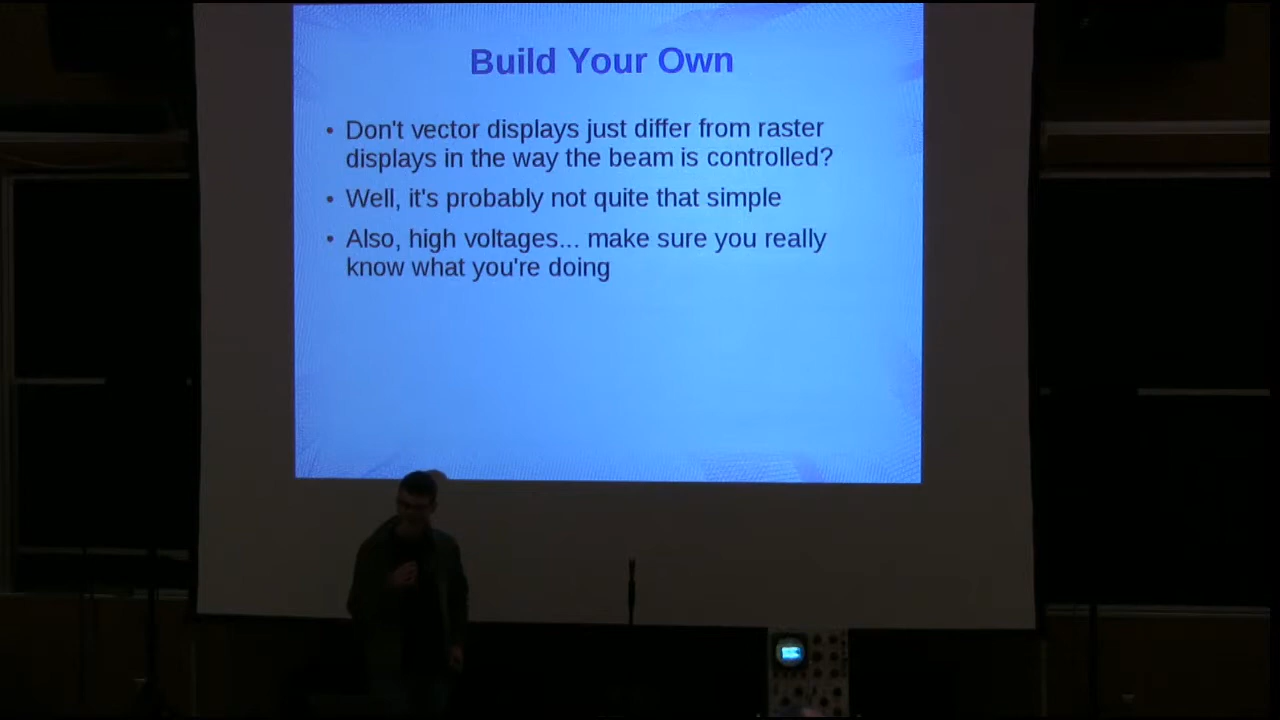 Build Your Own
• Don't vector displays just differ from raster
displays in the way the beam is controlled?
• Well, it's probably not quite that simple
• Also, high voltages... make sure you really
know what you're doing